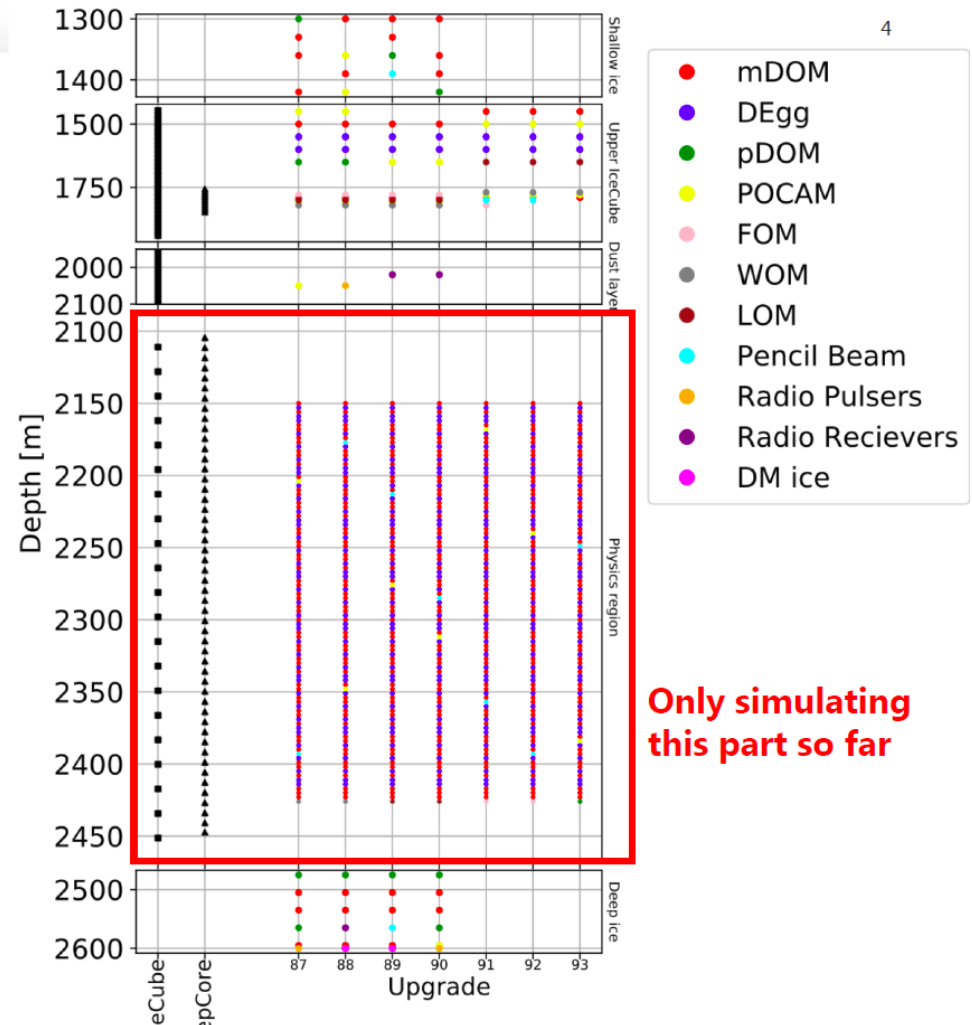 4
1300
1400
Shallow ice
1500
1750
Upper IceCube
2000
2100
Dust layer
2100
2150
2200
2250
2300
2350
2400
2450
Physics region
2500
2600
Deep ice
Depth [m]
87 88 89 90 91 92 93
Upgrade
eCube
epCore
mDOM
DEgg
pDOM
POCAM
FOM
WOM
LOM
Pencil Beam
Radio Pulsers
Radio Recievers
DM ice
Only simulating
this part so far